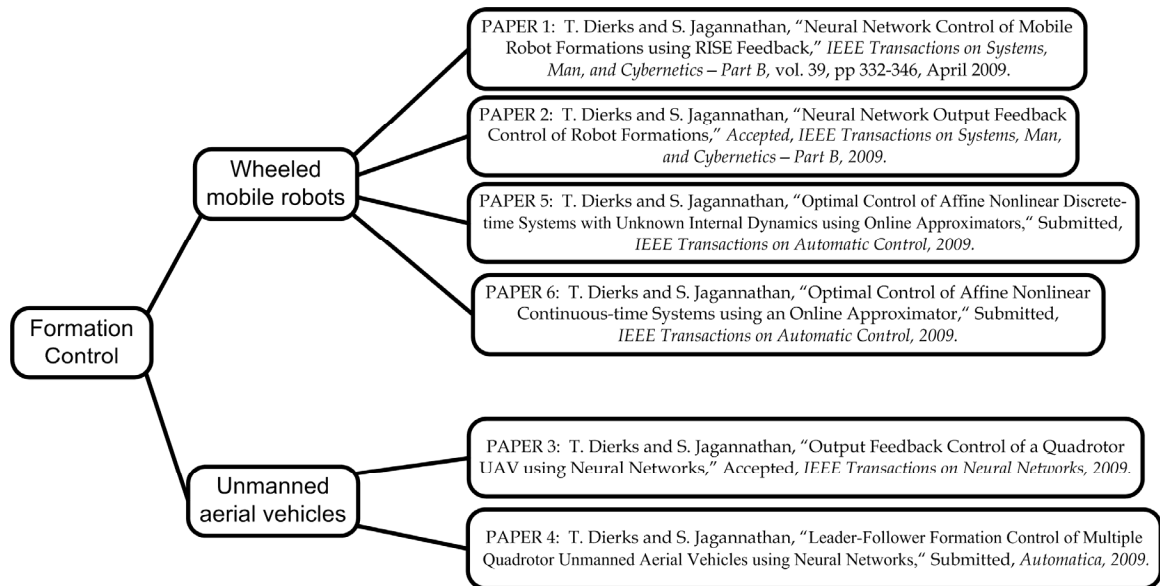 PAPER 1: T. Dierks and S. Jagannathan, “Neural Network Control of Mobile
Robot Formations using RISE Feedback,” IEEE Transactions on Systems,
Man, and Cybernetics – Part B, vol. 39, pp 332-346, April 2009.
PAPER 2: T. Dierks and S. Jagannathan, “Neural Network Output Feedback
Control of Robot Formations,” Accepted, IEEE Transactions on Systems, Man,
and Cybernetics – Part B, 2009.
Wheeled
mobile robots
PAPER 5: T. Dierks and S. Jagannathan, “Optimal Control of Affine Nonlinear Discrete-
time Systems with Unknown Internal Dynamics using Online Approximators,“ Submitted,
IEEE Transactions on Automatic Control, 2009.
PAPER 6: T. Dierks and S. Jagannathan, “Optimal Control of Affine Nonlinear
Continuous-time Systems using an Online Approximator,“ Submitted,
IEEE Transactions on Automatic Control, 2009.
Formation
Control
PAPER 3: T. Dierks and S. Jagannathan, “Output Feedback Control of a Quadrotor
UAV using Neural Networks,” Accepted, IEEE Transactions on Neural Networks, 2009.
Unmanned
aerial vehicles
PAPER 4: T. Dierks and S. Jagannathan, “Leader-Follower Formation Control of Multiple
Quadrotor Unmanned Aerial Vehicles using Neural Networks,“ Submitted, Automatica, 2009.